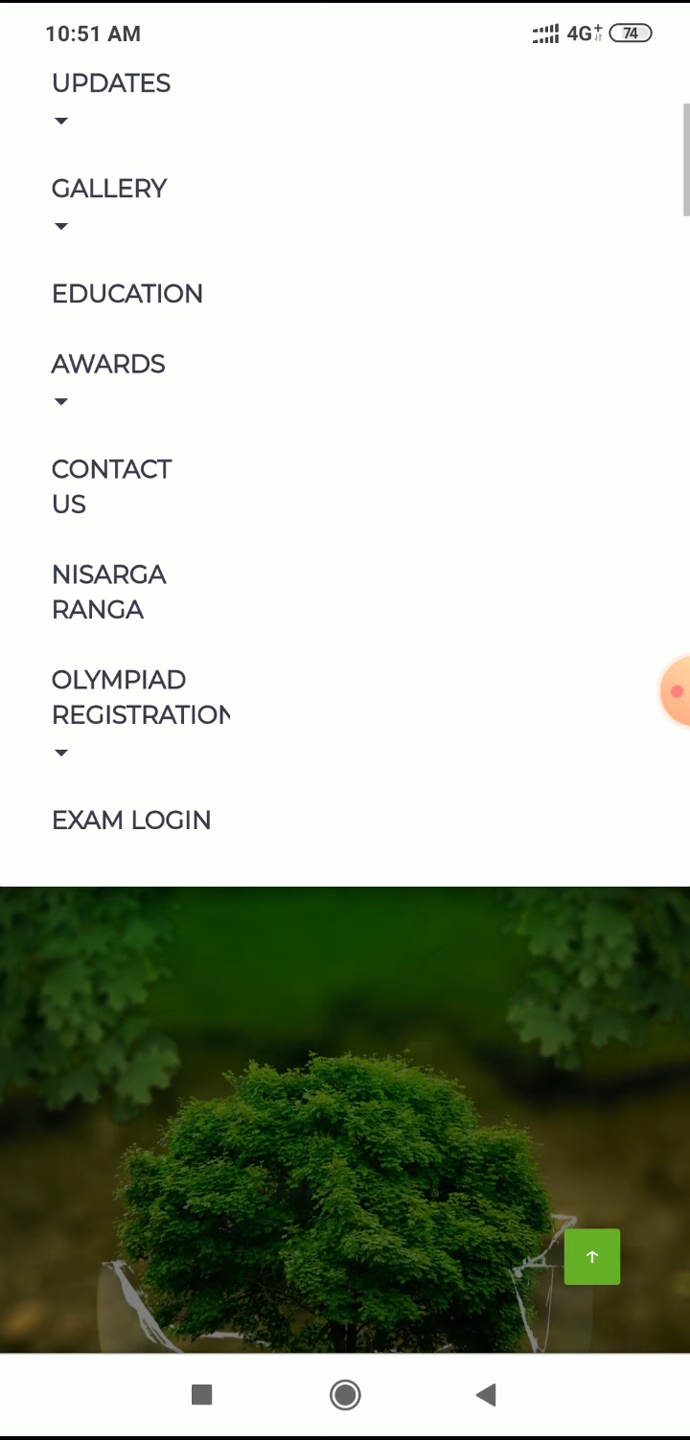 10:51 AM
4G+
74
UPDATES
GALLERY
EDUCATION
AWARDS
CONTACT
US
NISARGA
RANGA
OLYMPIAD
REGISTRATION
EXAM LOGIN